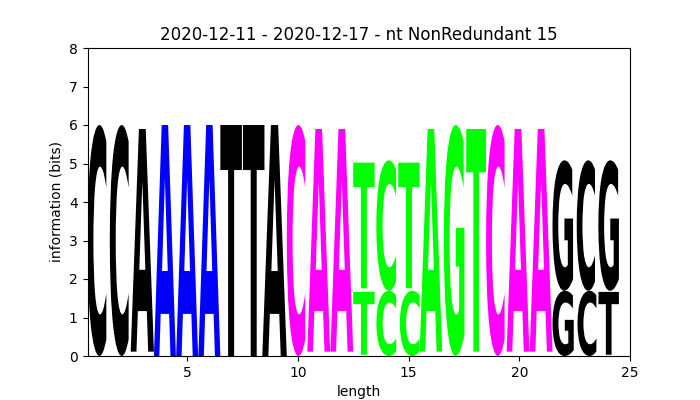 2020-12-11 - 2020-12-17 - nt NonRedundant 15
8
7
6
5
4
3
2
1
0
information (bits)
CCAAAATTACAATCTAGTCAAGCG
TCCGCT
5 10 15 20 25
length